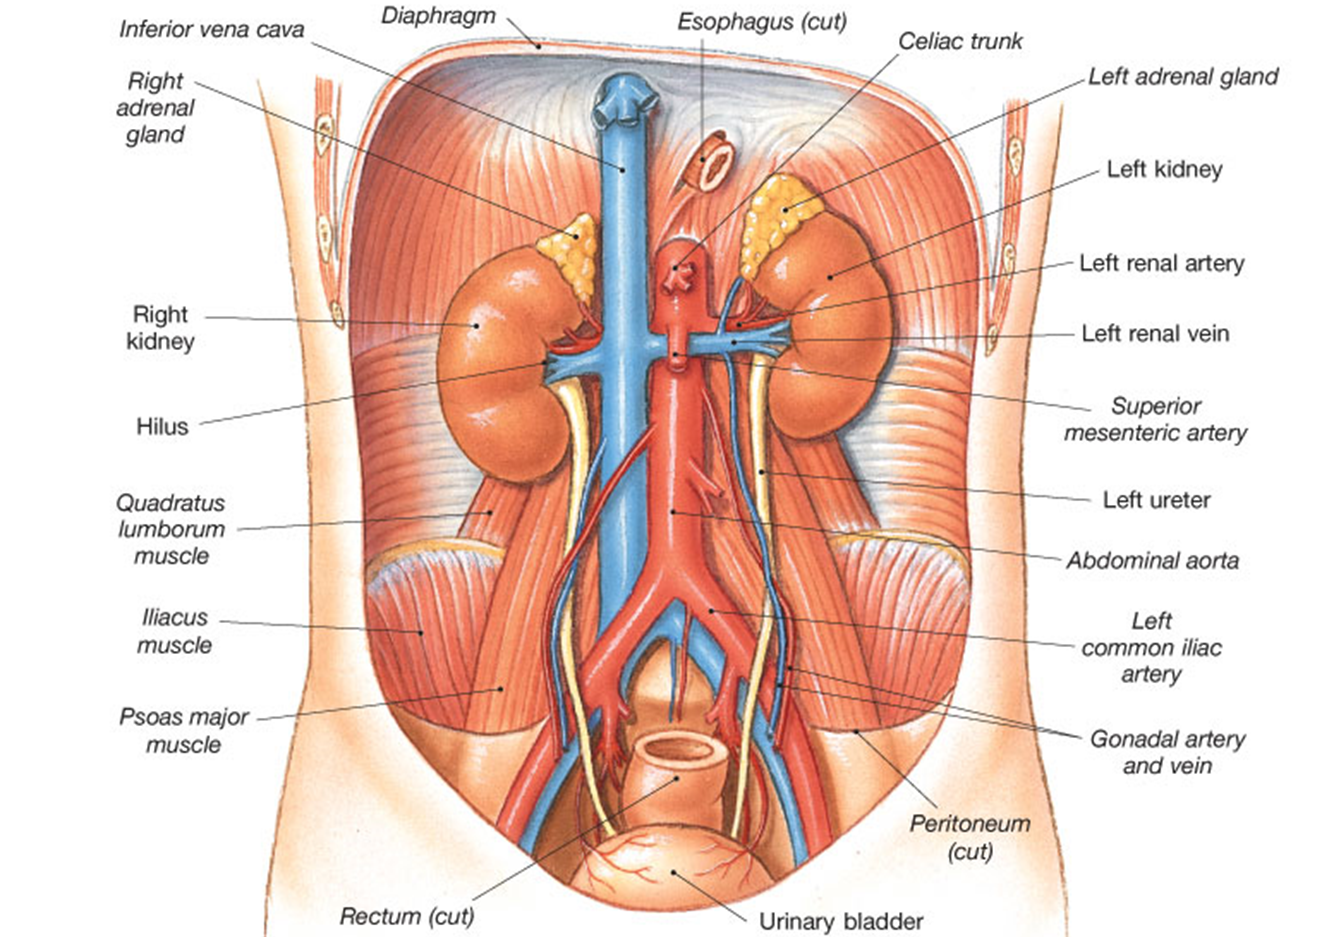 Diaphragm
Esophagus (cut)
Inferior vena cava
Celiac trunk
Right
adrenal
gland
Left adrenal gland
Left kidney
Left renal artery
Right
kidney
Left renal vein
Hilus
Superior
mesenteric artery
Quadratus
lumborum
muscle
Left ureter
Abdominal aorta
Iliacus
muscle
Left
common iliac
artery
Psoas major
muscle
Gonadal artery
and vein
Peritoneum
(cut)
Rectum (cut)
Urinary bladder